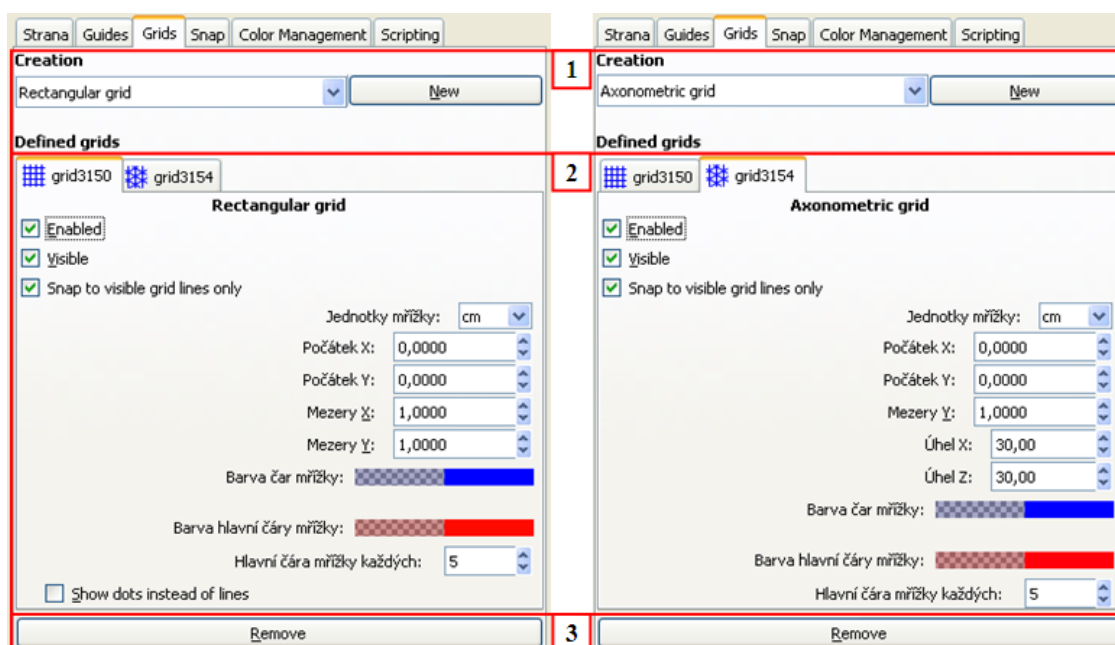 Strana Guides Grids Snap Color Management Scripting
Creation
Rectangular grid New
Defined grids
grid3150 grid3154
Rectangular grid
Enabled
Visible
Snap to visible grid lines only
Jednotky mřížky: cm
Počátek X: 0,0000
Počátek Y: 0,0000
Mezery X: 1,0000
Mezery Y: 1,0000
Barva čar mřížky:
Barva hlavní čáry mřížky:
Hlavní čára mřížky každých: 5
Show dots instead of lines
Remove
1
2
3
Strana Guides Grids Snap Color Management Scripting
Creation
Axonometric grid New
Defined grids
grid3150 grid3154
Axonometric grid
Enabled
Visible
Snap to visible grid lines only
Jednotky mřížky: cm
Počátek X: 0,0000
Počátek Y: 0,0000
Mezery Y: 1,0000
Úhel X: 30,00
Úhel Z: 30,00
Barva čar mřížky:
Barva hlavní čáry mřížky:
Hlavní čára mřížky každých: 5
Remove